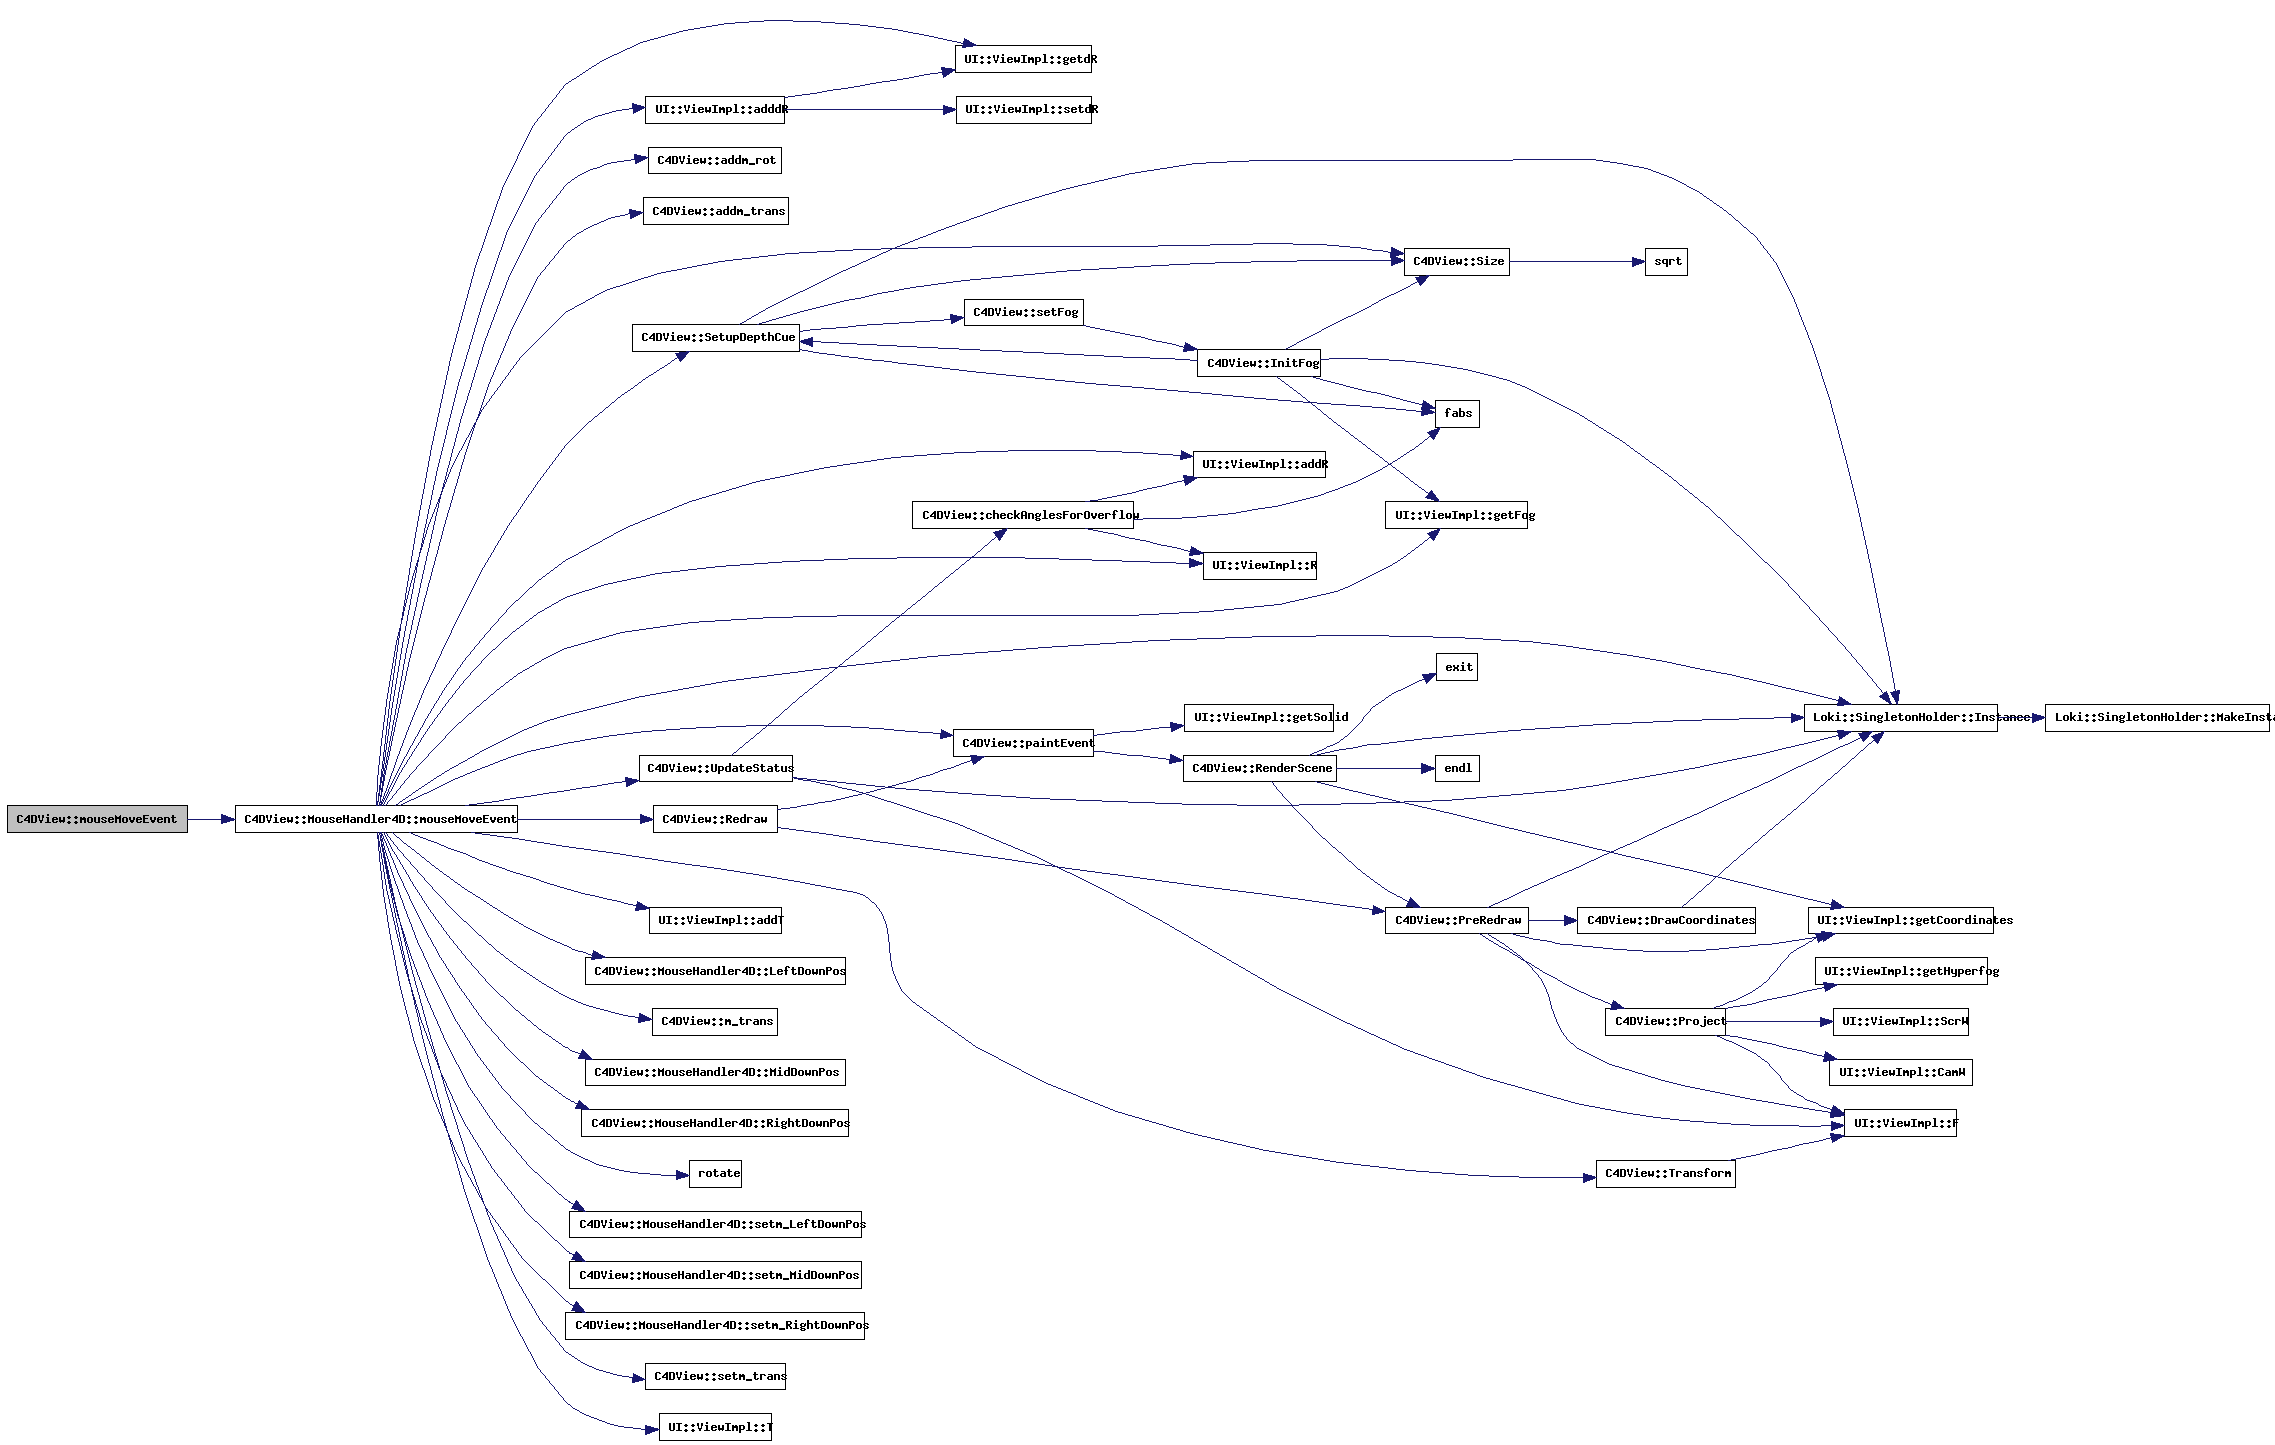 UI::ViewImpl::getdR
UI::ViewImpl::adddR
UI::ViewImpl::setdR
C4DView::addm_rot
C4DView::addm_trans
C4DView::Size
sqrt
C4DView::setFog
C4DView::SetupDepthCue
C4DView::InitFog
fabs
UI::ViewImpl::addR
C4DView::checkAnglesForOverflow
UI::ViewImpl::getFog
UI::ViewImpl::R
exit
UI::ViewImpl::getSolid
Loki::SingletonHolder::Instance
Loki::SingletonHolder::MakeInsta
C4DView::paintEvent
C4DView::UpdateStatus
C4DView::RenderScene
endl
C4DView::mouseMoveEvent
C4DView::MouseHandler4D::mouseMoveEvent
C4DView::Redraw
UI::ViewImpl::addT
C4DView::PreRedraw
C4DView::DrawCoordinates
UI::ViewImpl::getCoordinates
C4DView::MouseHandler4D::LeftDownPos
UI::ViewImpl::getHyperfog
C4DView::m_trans
C4DView::Project
UI::ViewImpl::ScrW
C4DView::MouseHandler4D::MidDownPos
UI::ViewImpl::CamW
C4DView::MouseHandler4D::RightDownPos
UI::ViewImpl::F
rotate
C4DView::Transform
C4DView::MouseHandler4D::setm_LeftDownPos
C4DView::MouseHandler4D::setm_MidDownPos
C4DView::MouseHandler4D::setm_RightDownPos
C4DView::setm_trans
UI::ViewImpl::T